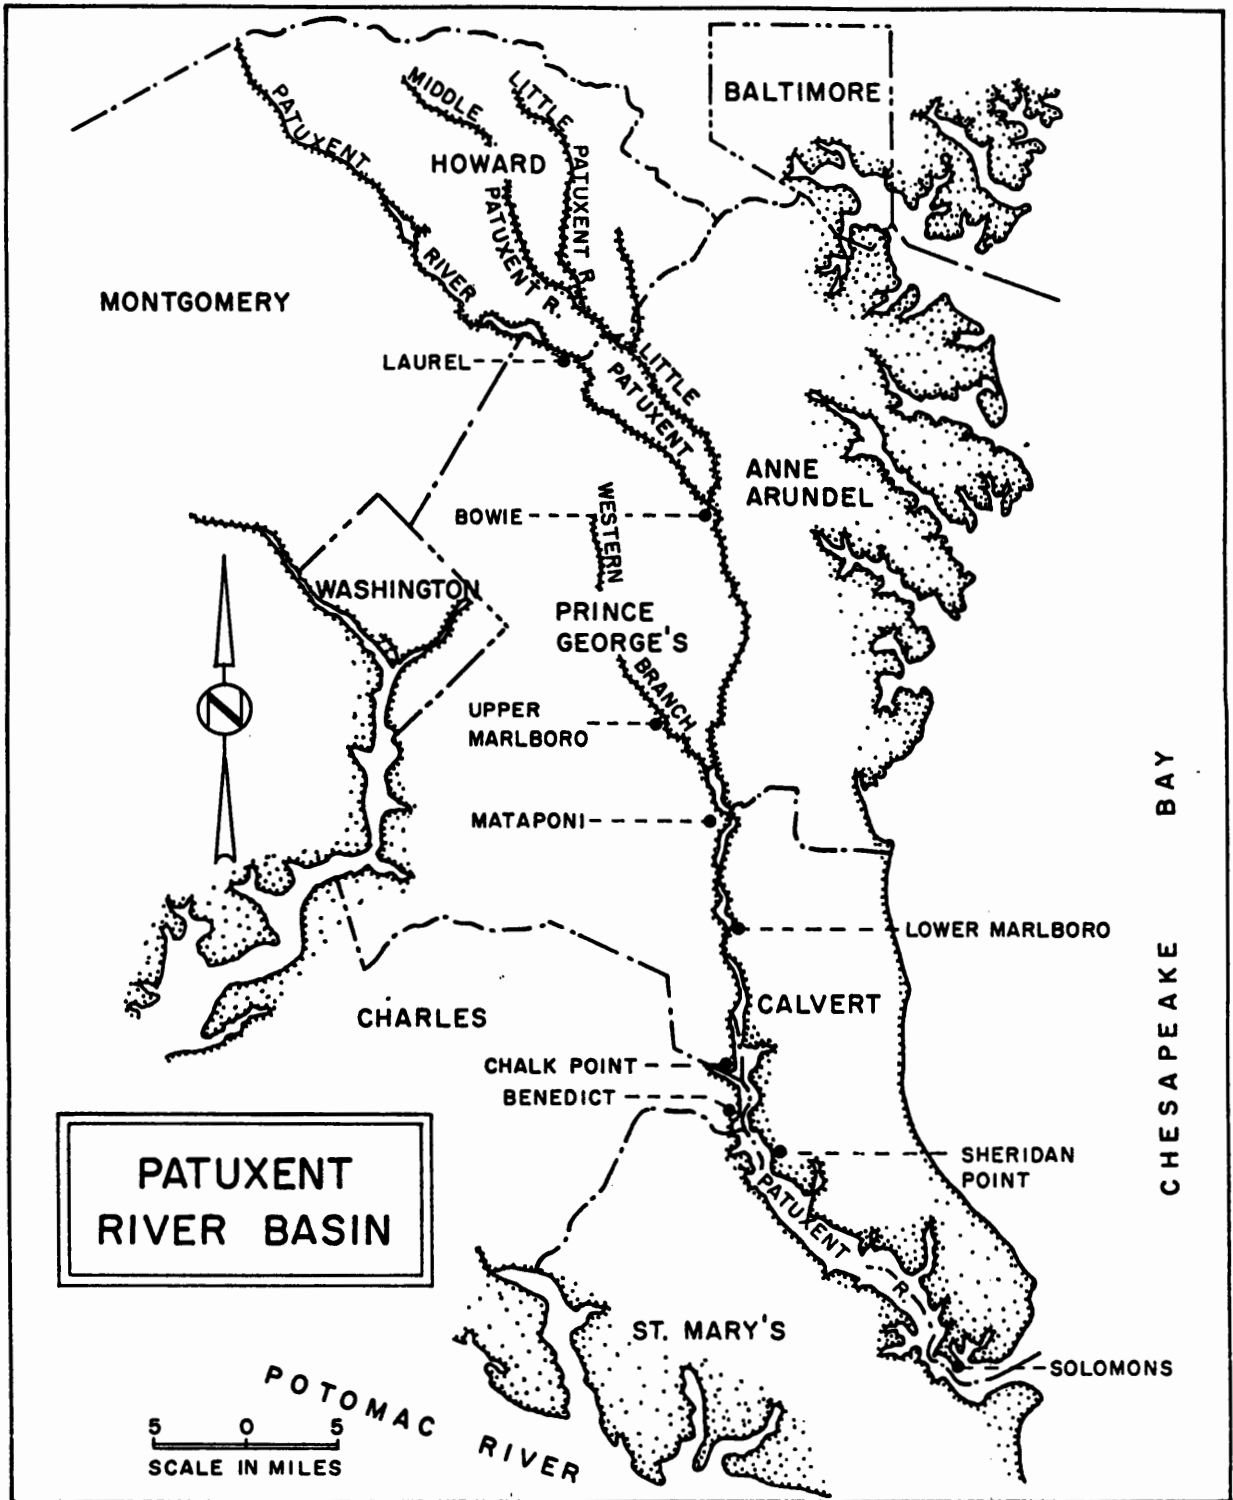 BALTIMORE
PATUXENT
RIVER
MIDDLE
PATUXENT R.
LITTLE
PATUXENT R
HOWARD
MONTGOMERY
LAUREL
LITTLE
PATUXENT
ANNE
ARUNDEL
BOWIE
WESTERN
BRANCH
WASHINGTON
PRINCE
GEORGE'S
N
UPPER
MARLBORO
MATAPONI
LOWER MARLBORO
CHESAPEAKE BAY
CALVERT
CHARLES
CHALK POINT
BENEDICT
SHERIDAN
POINT
PATUXENT R.
PATUXENT
RIVER BASIN
ST. MARY'S
SOLOMONS
POTOMAC RIVER
5 0 5
SCALE IN MILES